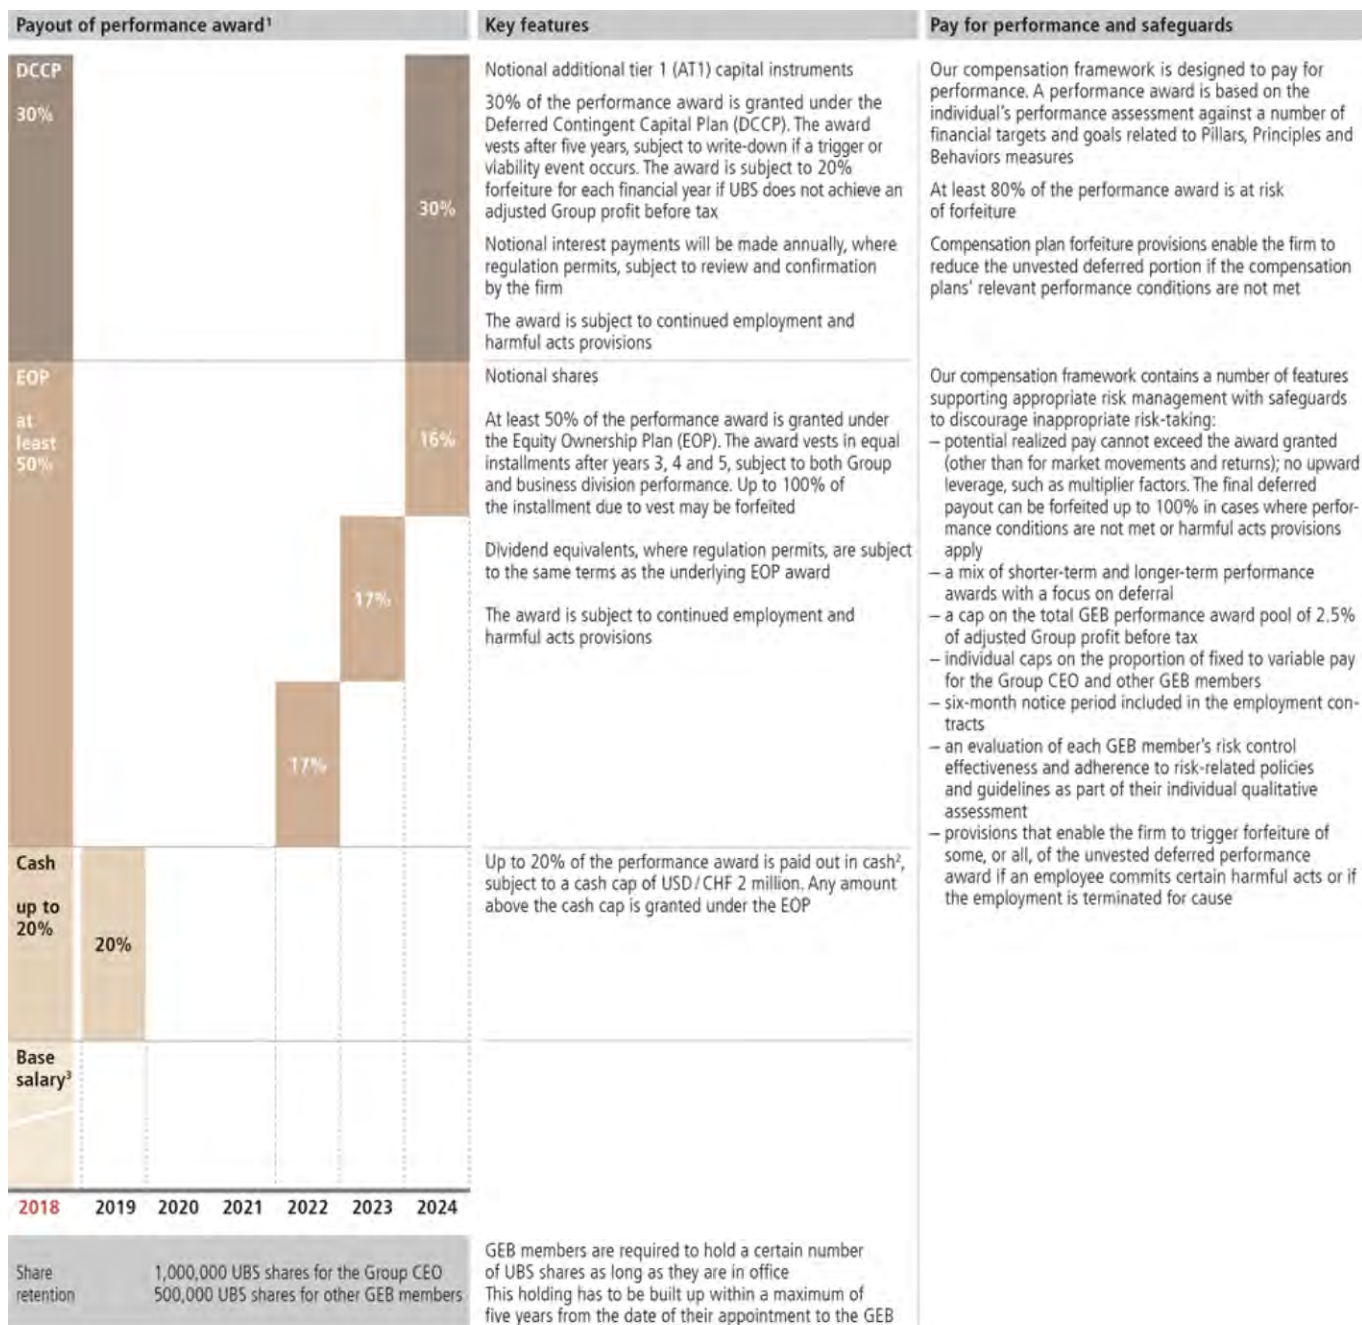 Payout of performance award¹
DCCP
30%
30%
EOP
at
least
50%
16%
17%
17%
Cash
up to
20%
20%
Base
salary³
2018 2019 2020 2021 2022 2023 2024
Share
retention
1,000,000 UBS shares for the Group CEO
500,000 UBS shares for other GEB members
Key features
Notional additional tier 1 (AT1) capital instruments
30% of the performance award is granted under the
Deferred Contingent Capital Plan (DCCP). The award
vests after five years, subject to write-down if a trigger or
viability event occurs. The award is subject to 20%
forfeiture for each financial year if UBS does not achieve an
adjusted Group profit before tax
Notional interest payments will be made annually, where
regulation permits, subject to review and confirmation
by the firm
The award is subject to continued employment and
harmful acts provisions
Notional shares
At least 50% of the performance award is granted under
the Equity Ownership Plan (EOP). The award vests in equal
installments after years 3, 4 and 5, subject to both Group
and business division performance. Up to 100% of
the installment due to vest may be forfeited
Dividend equivalents, where regulation permits, are subject
to the same terms as the underlying EOP award
The award is subject to continued employment and
harmful acts provisions
Up to 20% of the performance award is paid out in cash²,
subject to a cash cap of USD / CHF 2 million. Any amount
above the cash cap is granted under the EOP
GEB members are required to hold a certain number
of UBS shares as long as they are in office
This holding has to be built up within a maximum of
five years from the date of their appointment to the GEB
Pay for performance and safeguards
Our compensation framework is designed to pay for
performance. A performance award is based on the
individual's performance assessment against a number of
financial targets and goals related to Pillars, Principles and
Behaviors measures
At least 80% of the performance award is at risk
of forfeiture
Compensation plan forfeiture provisions enable the firm to
reduce the unvested deferred portion if the compensation
plans' relevant performance conditions are not met
Our compensation framework contains a number of features
supporting appropriate risk management with safeguards
to discourage inappropriate risk-taking:
– potential realized pay cannot exceed the award granted
(other than for market movements and returns); no upward
leverage, such as multiplier factors. The final deferred
payout can be forfeited up to 100% in cases where perfor-
mance conditions are not met or harmful acts provisions
apply
– a mix of shorter-term and longer-term performance
awards with a focus on deferral
– a cap on the total GEB performance award pool of 2.5%
of adjusted Group profit before tax
– individual caps on the proportion of fixed to variable pay
for the Group CEO and other GEB members
– six-month notice period included in the employment con-
tracts
– an evaluation of each GEB member's risk control
effectiveness and adherence to risk-related policies
and guidelines as part of their individual qualitative
assessment
– provisions that enable the firm to trigger forfeiture of
some, or all, of the unvested deferred performance
award if an employee commits certain harmful acts or if
the employment is terminated for cause